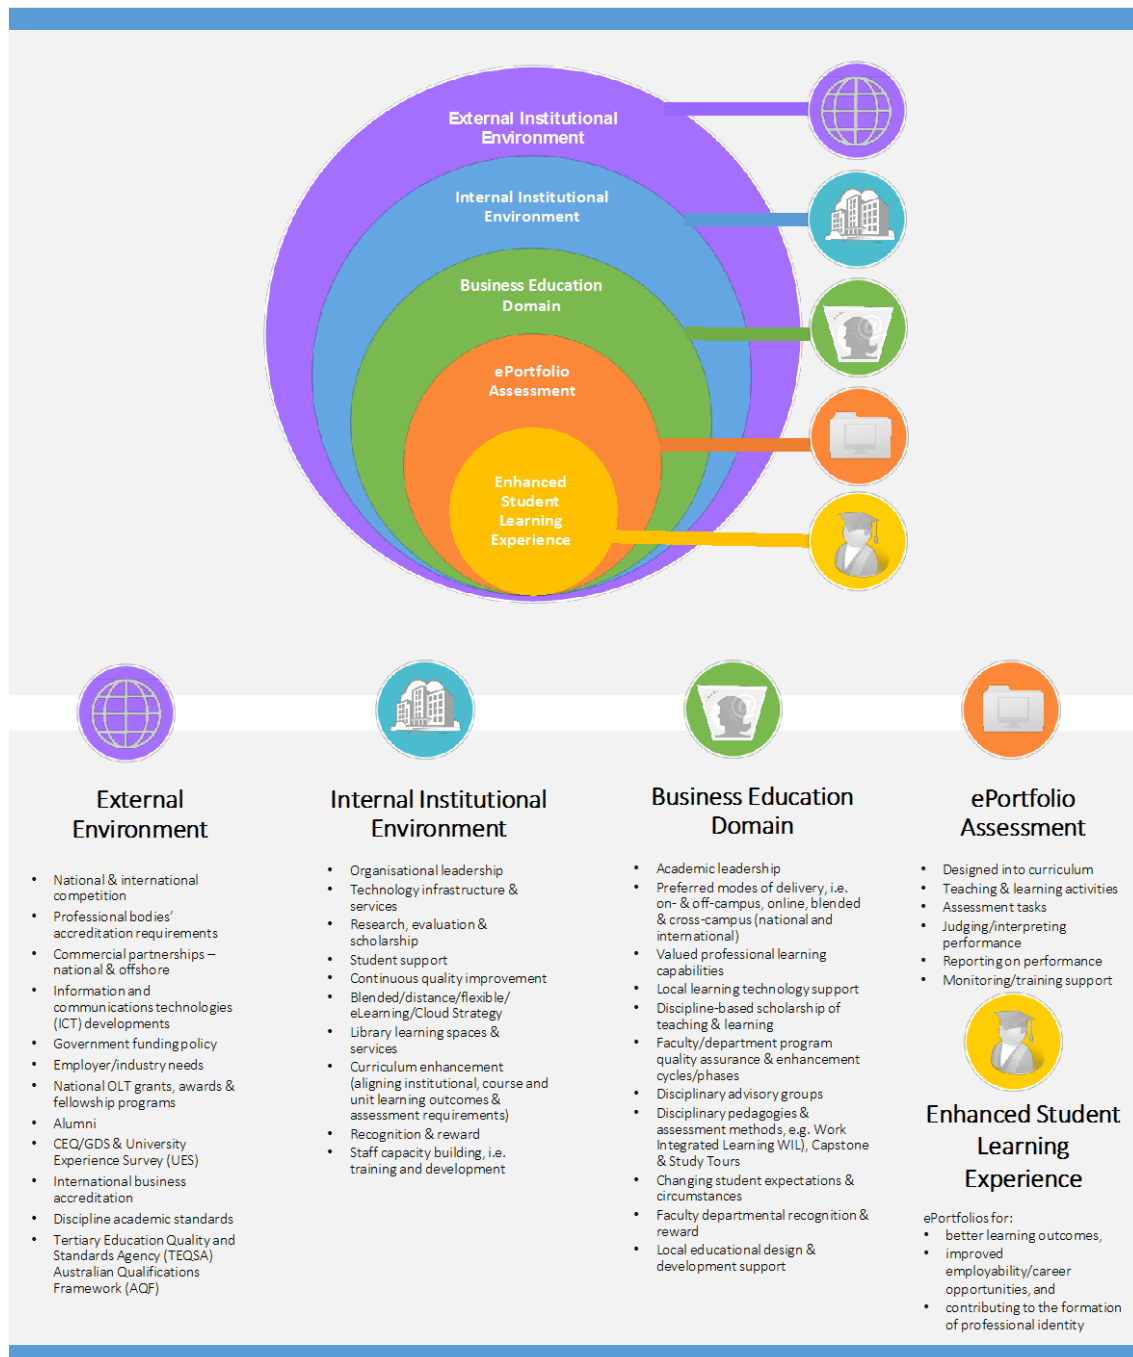 External Institutional
Environment
Internal Institutional
Environment
Business Education
Domain
ePortfolio
Assessment
Enhanced
Student
Learning
Experience
External
Environment
• National & international
competition
• Professional bodies’
accreditation requirements
• Commercial partnerships –
national & offshore
• Information and
communications technologies
(ICT) developments
• Government funding policy
• Employer/industry needs
• National OLT grants, awards &
fellowship programs
• Alumni
• CEQ/GDS & University
Experience Survey (UES)
• International business
accreditation
• Discipline academic standards
• Tertiary Education Quality and
Standards Agency (TEQSA)
Australian Qualifications
Framework (AQF)
Internal Institutional
Environment
• Organisational leadership
• Technology infrastructure &
services
• Research, evaluation &
scholarship
• Student support
• Continuous quality improvement
• Blended/distance/flexible/
eLearning/Cloud Strategy
• Library learning spaces &
services
• Curriculum enhancement
(aligning institutional, course and
unit learning outcomes &
assessment requirements)
• Recognition & reward
• Staff capacity building, i.e.
training and development
Business Education
Domain
• Academic leadership
• Preferred modes of delivery, i.e.
on- & off-campus, online, blended
& cross-campus (national and
international)
• Valued professional learning
capabilities
• Local learning technology support
• Discipline-based scholarship of
teaching & learning
• Faculty/department program
quality assurance & enhancement
cycles/phases
• Disciplinary advisory groups
• Disciplinary pedagogies &
assessment methods, e.g. Work
Integrated Learning WIL), Capstone
& Study Tours
• Changing student expectations &
circumstances
• Faculty departmental recognition &
reward
• Local educational design &
development support
ePortfolio
Assessment
• Designed into curriculum
• Teaching & learning activities
• Assessment tasks
• Judging/interpreting
performance
• Reporting on performance
• Monitoring/training support
Enhanced Student
Learning
Experience
ePortfolios for:
• better learning outcomes,
• improved
employability/career
opportunities, and
• contributing to the formation
of professional identity